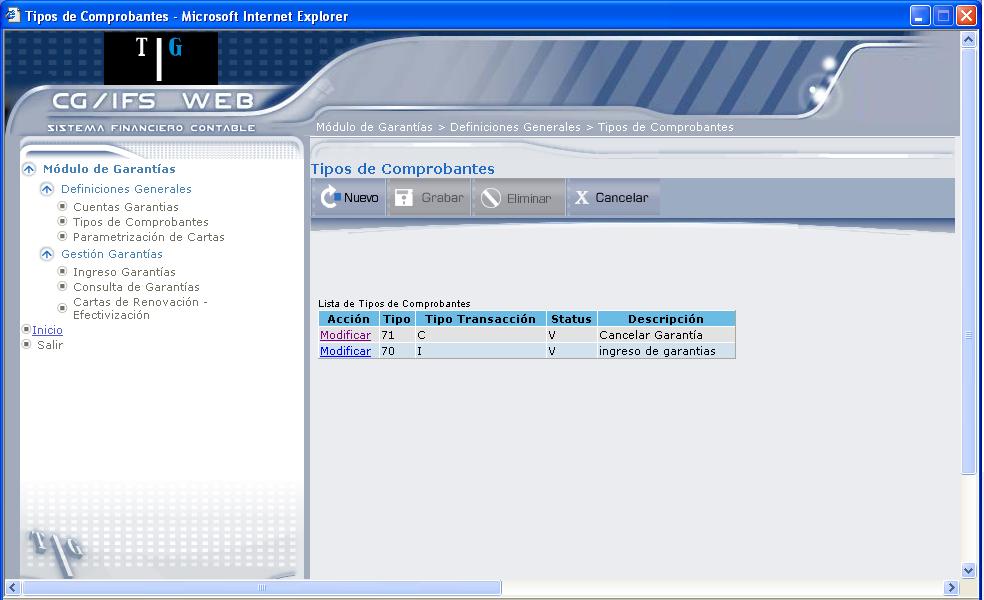 Tipos de Comprobantes - Microsoft Internet Explorer
T G
CG/IFS WEB
SISTEMA FINANCIERO CONTABLE
Módulo de Garantías > Definiciones Generales > Tipos de Comprobantes
Módulo de Garantías
Definiciones Generales
Cuentas Garantias
Tipos de Comprobantes
Parametrización de Cartas
Gestión Garantías
Ingreso Garantías
Consulta de Garantías
Cartas de Renovación -
Efectivización
Inicio
Salir
TG
Tipos de Comprobantes
Nuevo Grabar Eliminar X Cancelar
Lista de Tipos de Comprobantes
Acción Tipo Tipo Transacción Status Descripción
Modificar 71 C V Cancelar Garantía
Modificar 70 I V ingreso de garantias